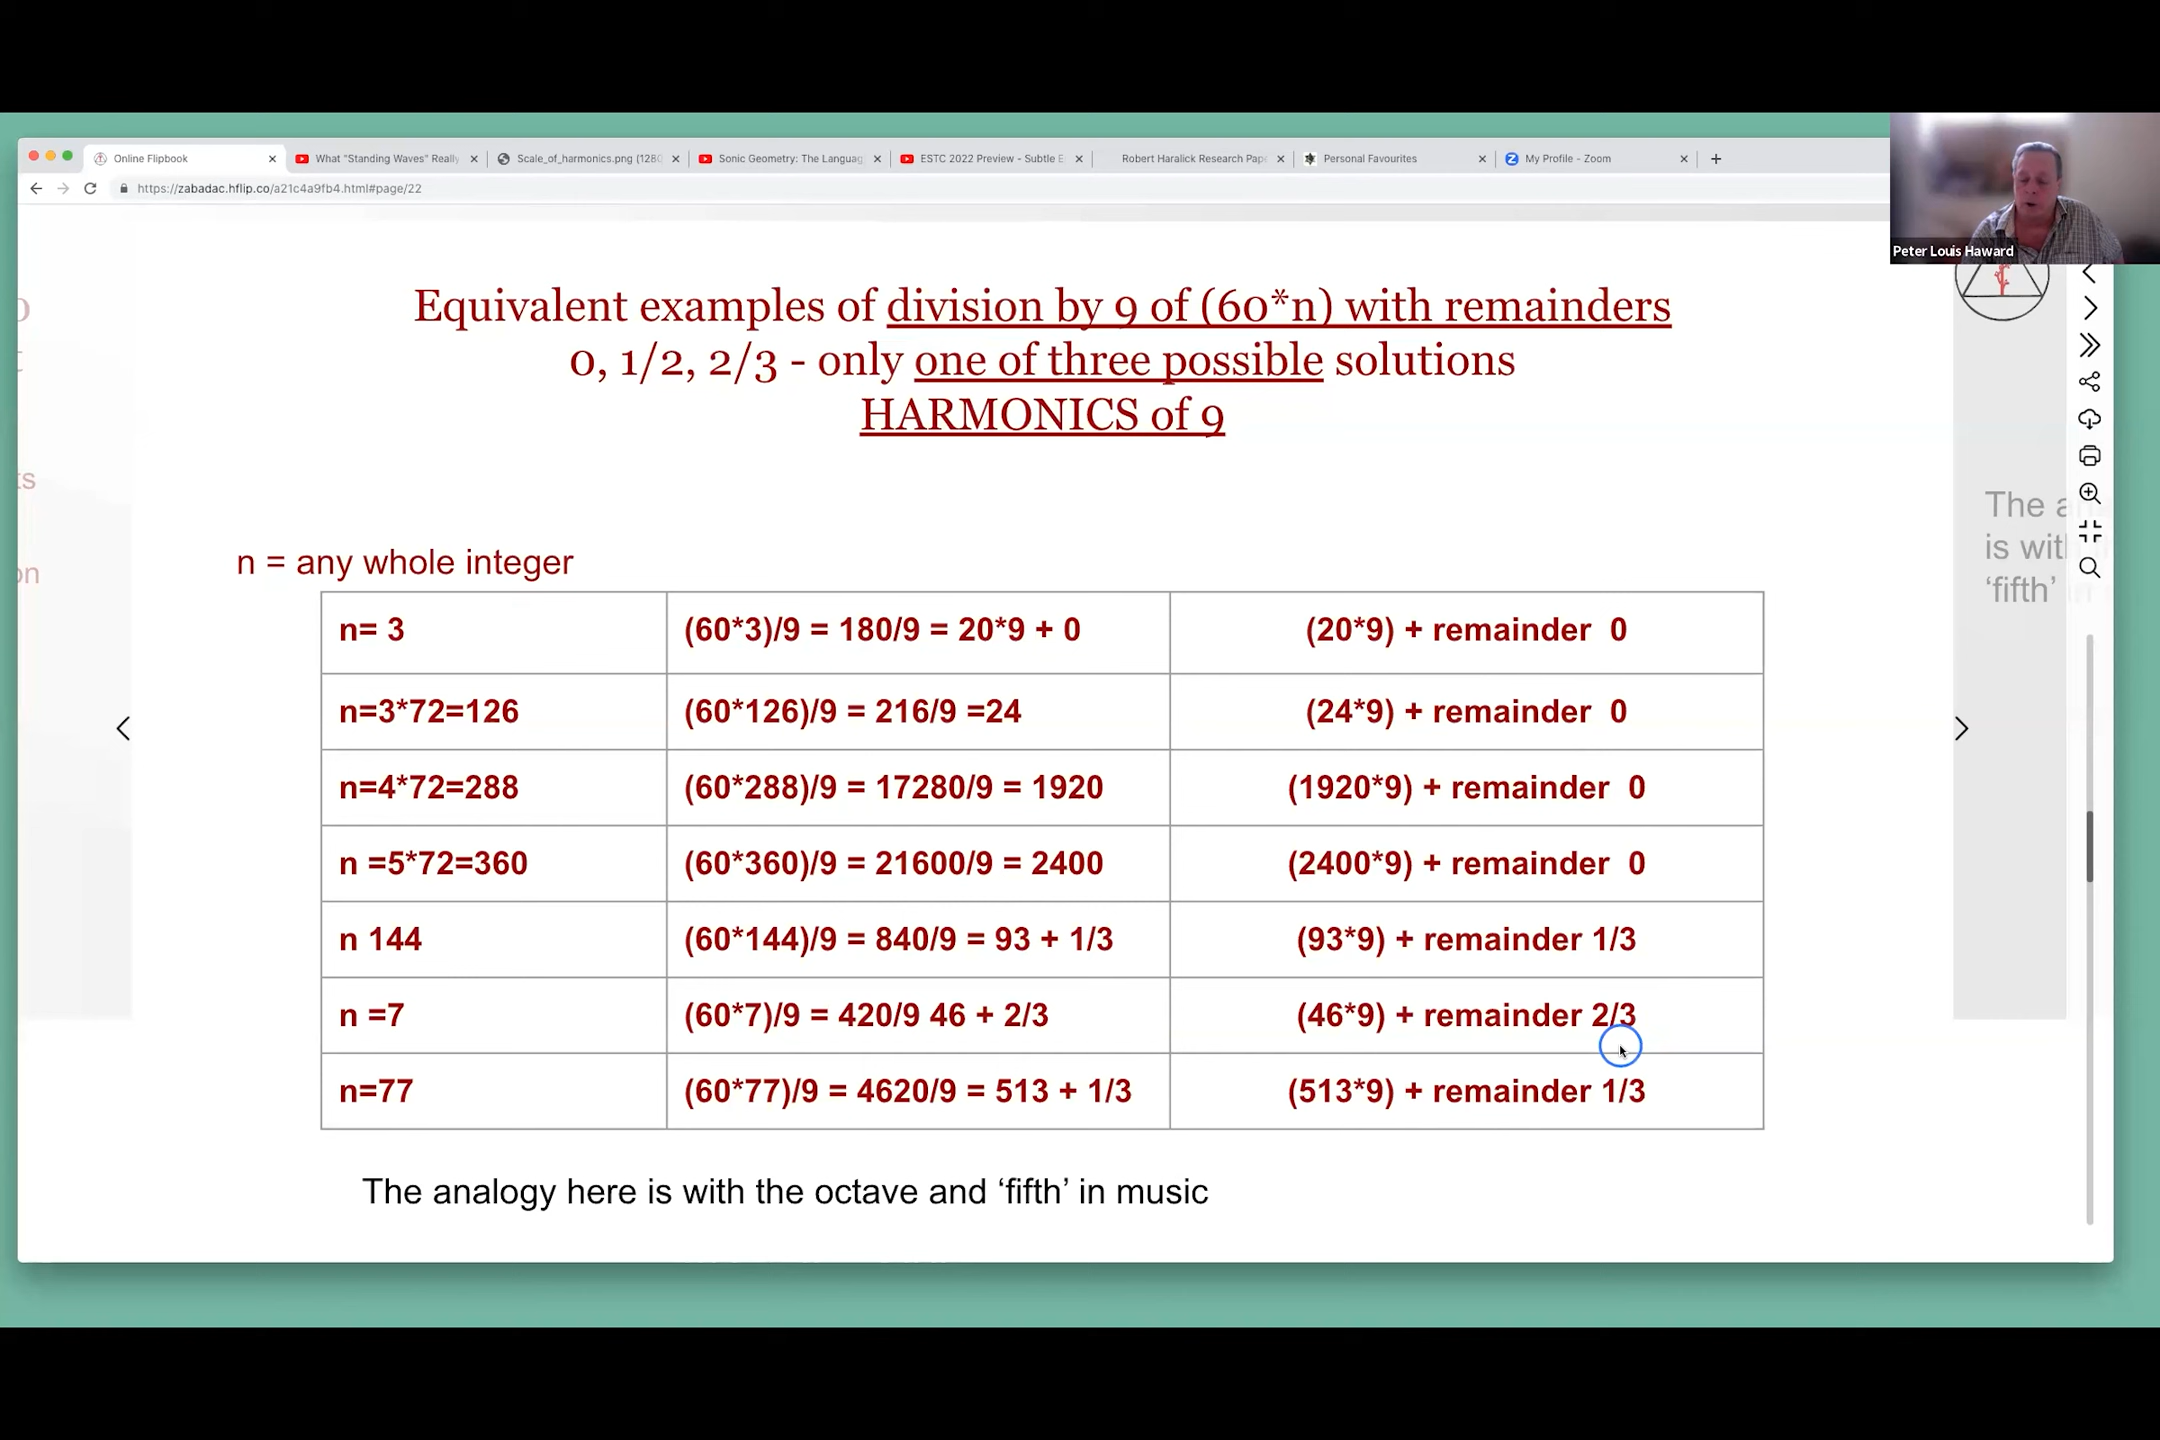 Online Flipbook
What "Standing Waves" Really
Scale_of_harmonics.png (1280
Sonic Geometry: The Languag
ESTC 2022 Preview - Subtle E
Robert Haralick Research Pap
Personal Favourites
My Profile - Zoom
https://zabadac.hflip.co/a21c4a9fb4.html#page/22
Peter Louis Haward
Equivalent examples of division by 9 of (60*n) with remainders
0, 1/2, 2/3 - only one of three possible solutions
HARMONICS of 9
n = any whole integer
n= 3 (60*3)/9 = 180/9 = 20*9 + 0 (20*9) + remainder 0
n=3*72=126 (60*126)/9 = 216/9 =24 (24*9) + remainder 0
n=4*72=288 (60*288)/9 = 17280/9 = 1920 (1920*9) + remainder 0
n =5*72=360 (60*360)/9 = 21600/9 = 2400 (2400*9) + remainder 0
n 144 (60*144)/9 = 840/9 = 93 + 1/3 (93*9) + remainder 1/3
n =7 (60*7)/9 = 420/9 46 + 2/3 (46*9) + remainder 2/3
n=77 (60*77)/9 = 4620/9 = 513 + 1/3 (513*9) + remainder 1/3
The analogy here is with the octave and ‘fifth’ in music
The a
is wit
‘fifth’